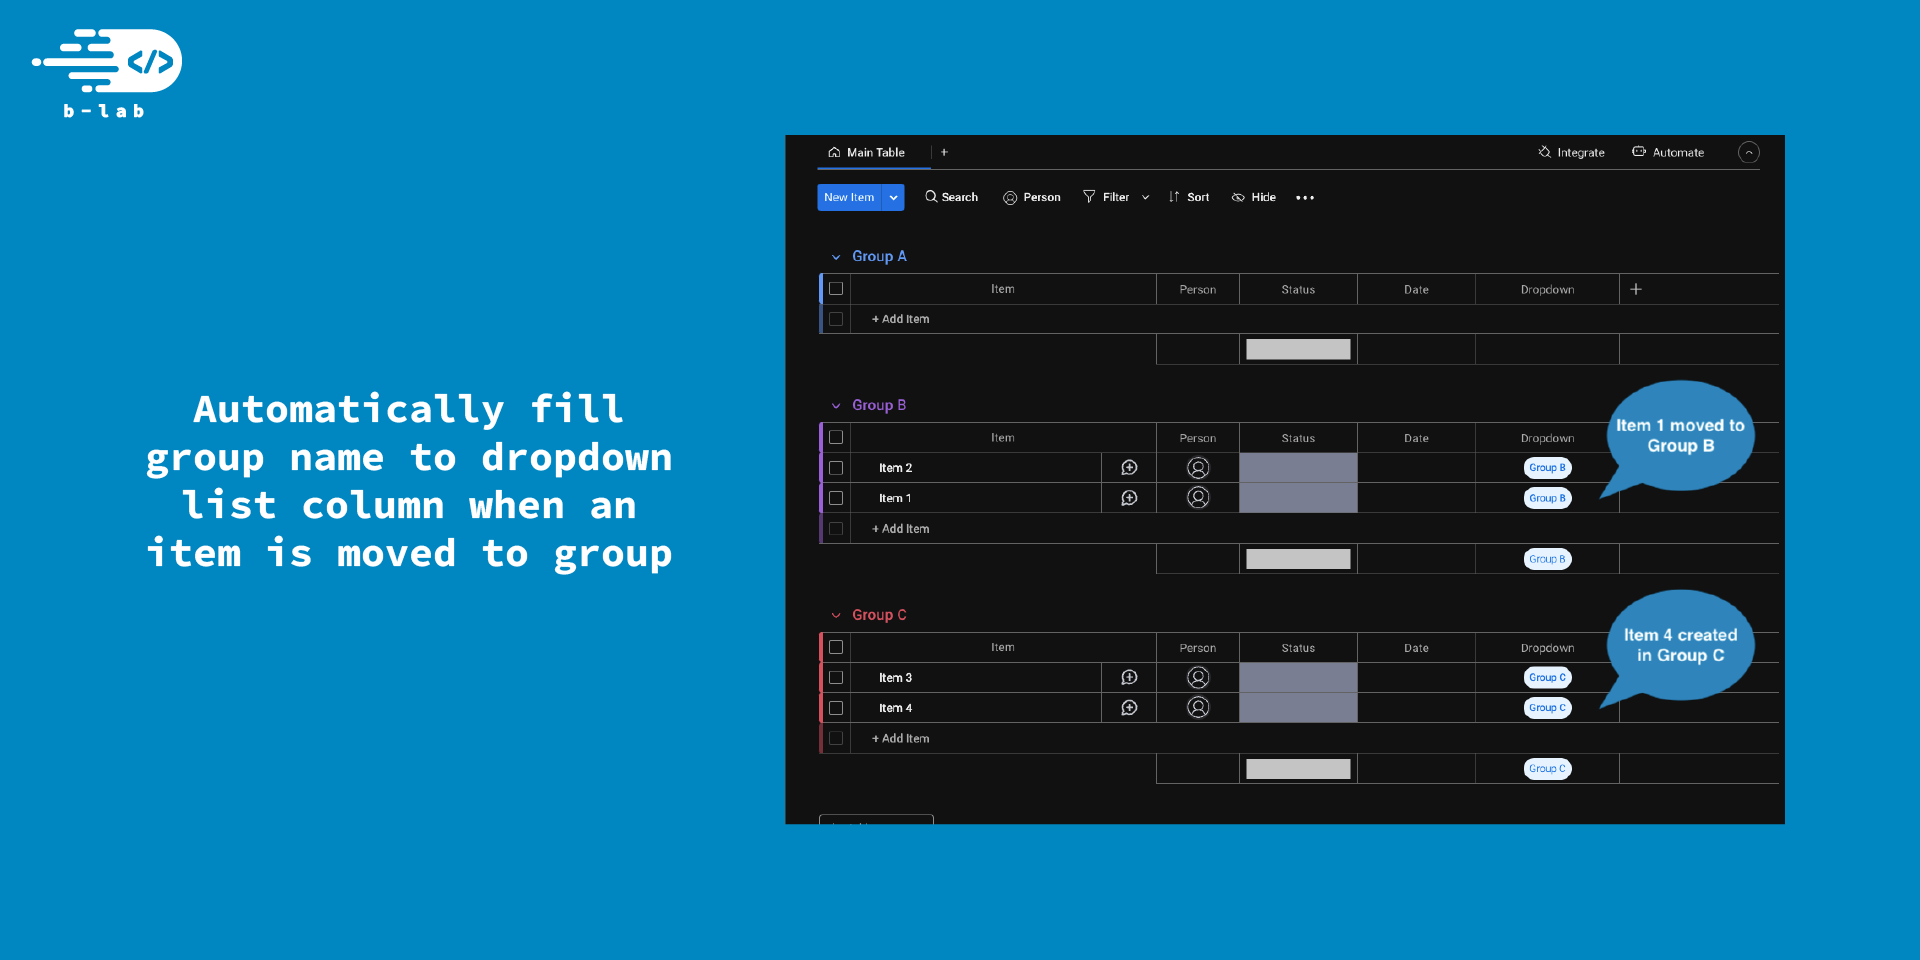 </>
b-lab
Automatically fill
group name to dropdown
list column when an
item is moved to group
Main Table +
Integrate Automate
New Item Search Person Filter Sort Hide •••
Group A
Item Person Status Date Dropdown +
+ Add Item
Group B
Item Person Status Date Dropdown
Item 2 Group B
Item 1 Group B
+ Add Item
Group B
Item 1 moved to
Group B
Group C
Item Person Status Date Dropdown
Item 3 Group C
Item 4 Group C
+ Add Item
Group C
Item 4 created
in Group C